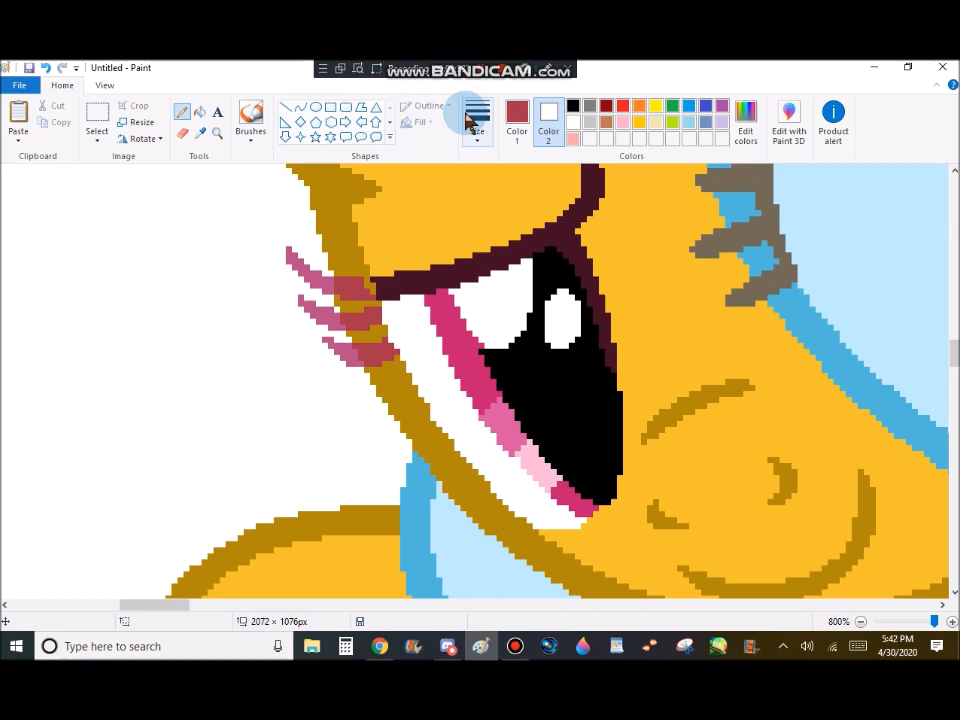 Untitled - Paint
www.BANDICAM.com
File
Home
View
Paste
Cut
Copy
Clipboard
Select
Crop
Resize
Rotate
Image
A
Tools
Brushes
Outline
Fill
Shapes
Color
1
Color
2
Edit
colors
Colors
Edit with
Paint 3D
Product
alert
2072 × 1076px
800%
Type here to search
5:42 PM
4/30/2020